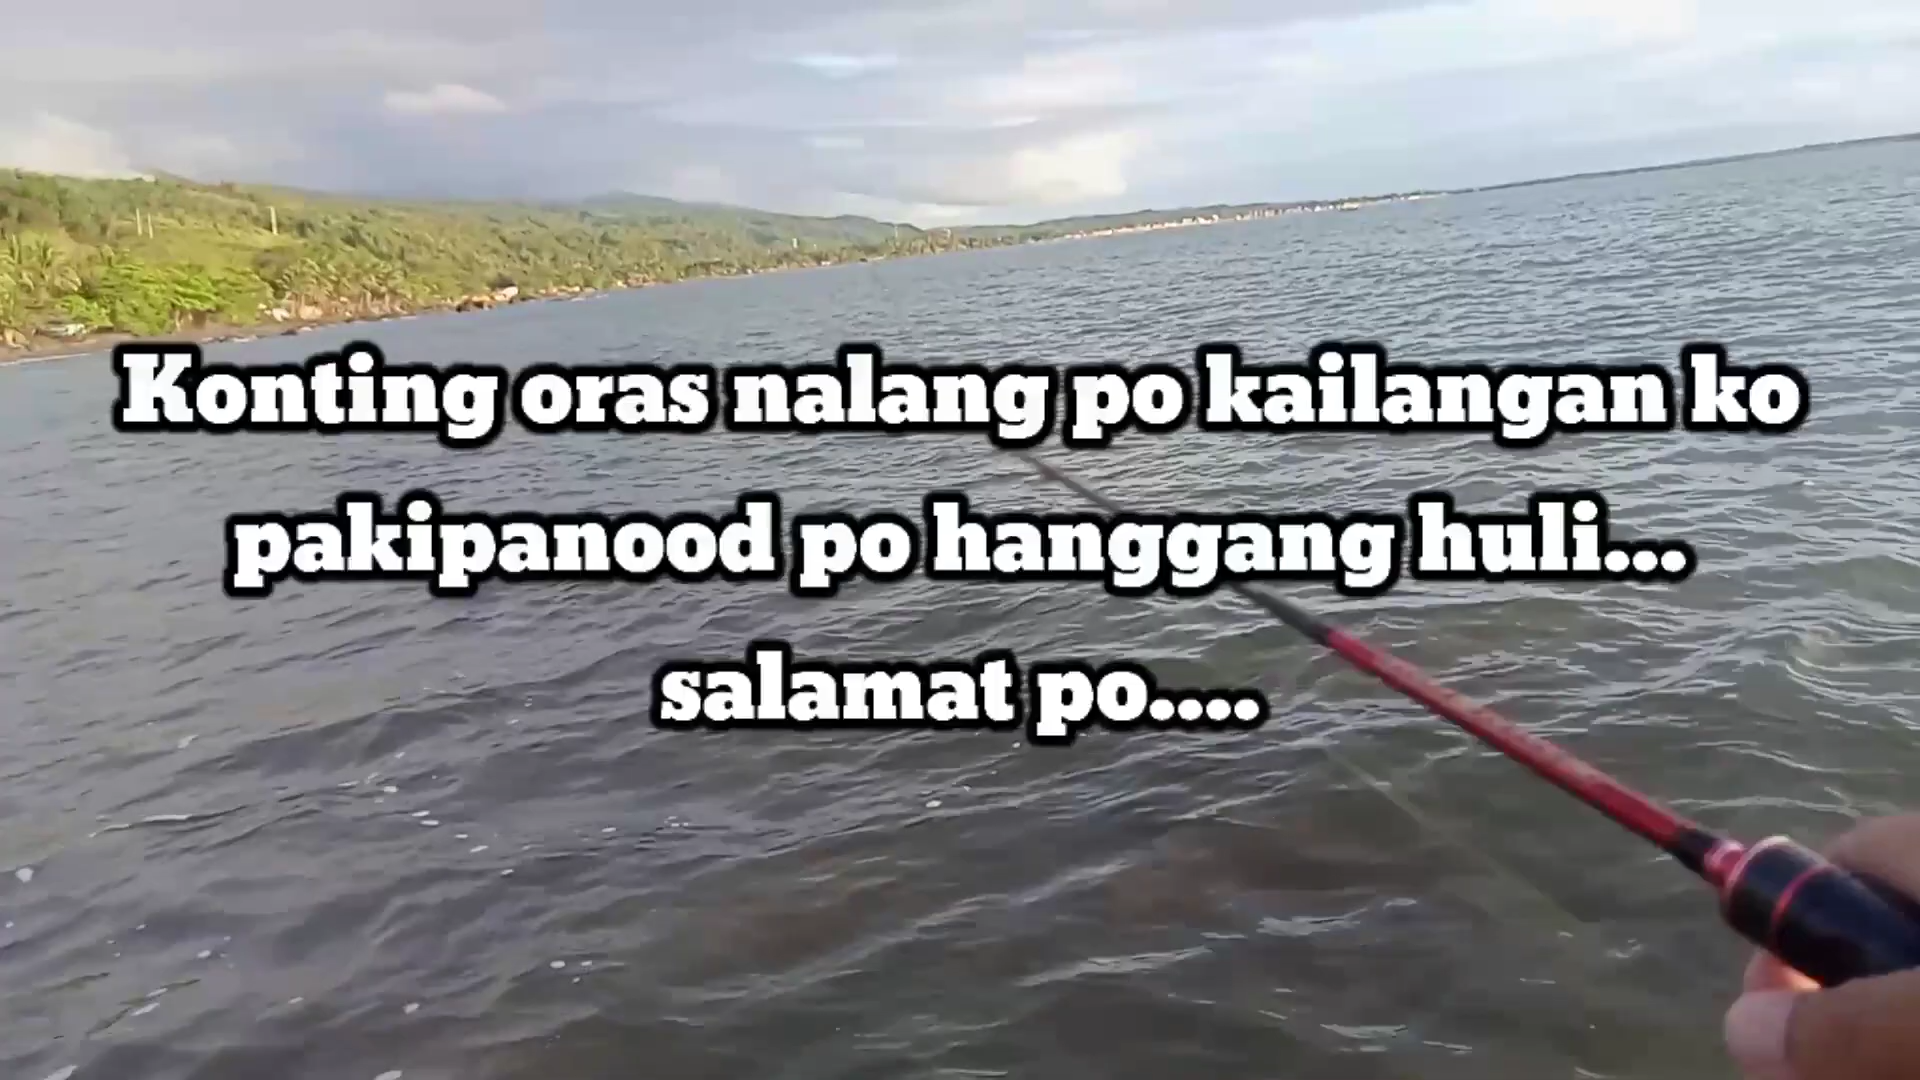 Konting oras nalang po kailangan ko
pakipanood po hanggang huli...
salamat po....